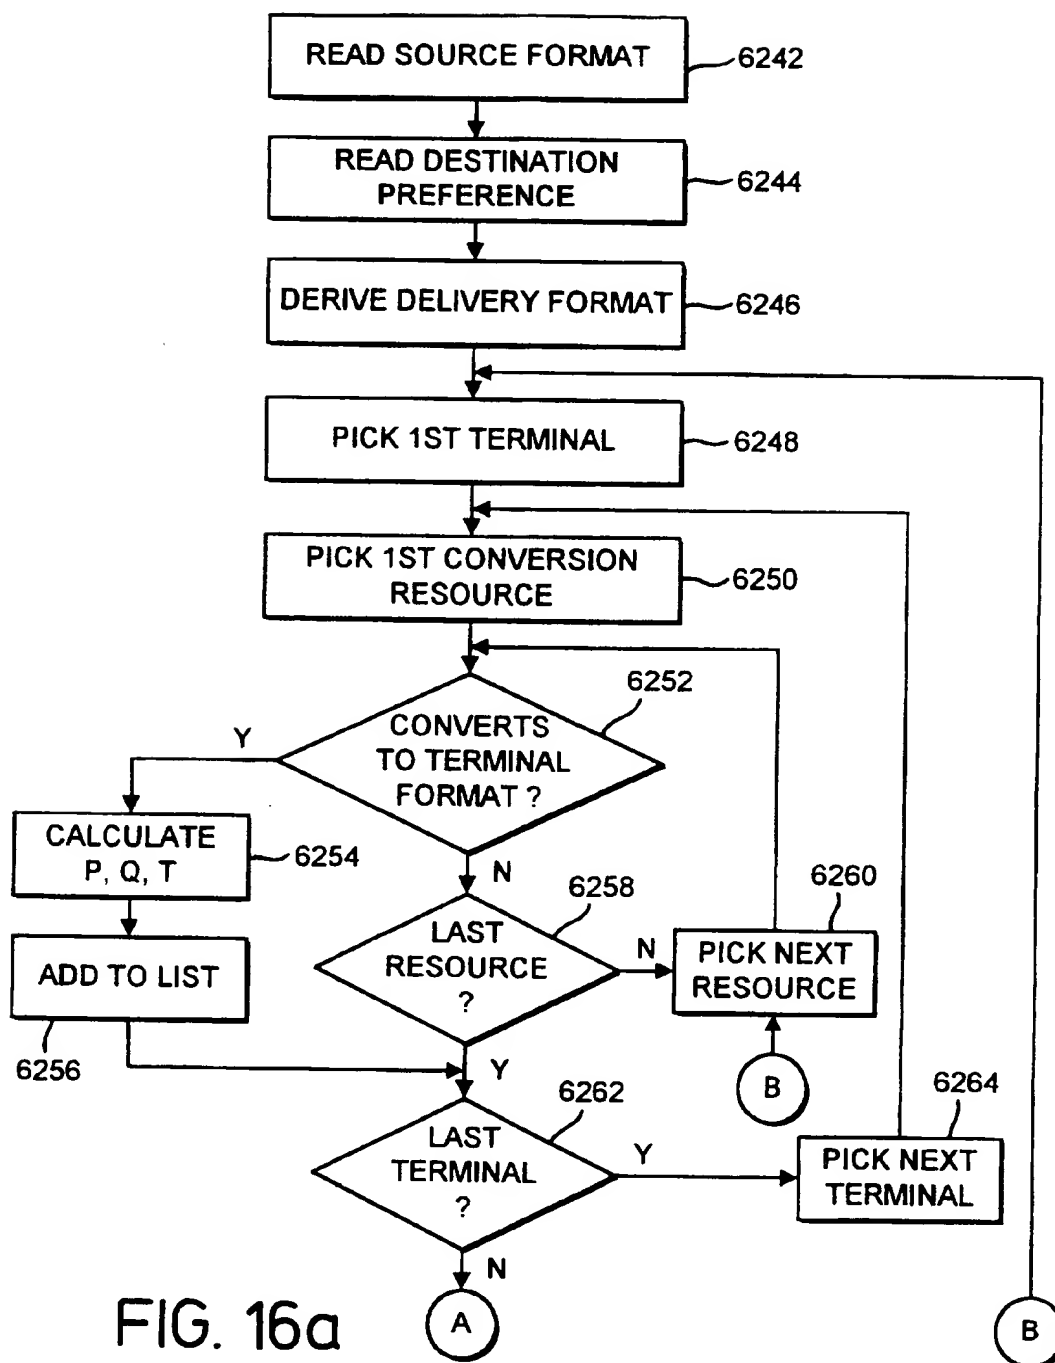 READ SOURCE FORMAT
6242
READ DESTINATION
PREFERENCE
6244
DERIVE DELIVERY FORMAT
6246
PICK 1ST TERMINAL
6248
PICK 1ST CONVERSION
RESOURCE
6250
6252
CONVERTS
TO TERMINAL
FORMAT ?
Y
CALCULATE
P, Q, T
6254
N
6258
6260
LAST
RESOURCE
?
N
PICK NEXT
RESOURCE
ADD TO LIST
6256
Y
B
6262
6264
LAST
TERMINAL
?
Y
PICK NEXT
TERMINAL
N
A
B
FIG. 16a